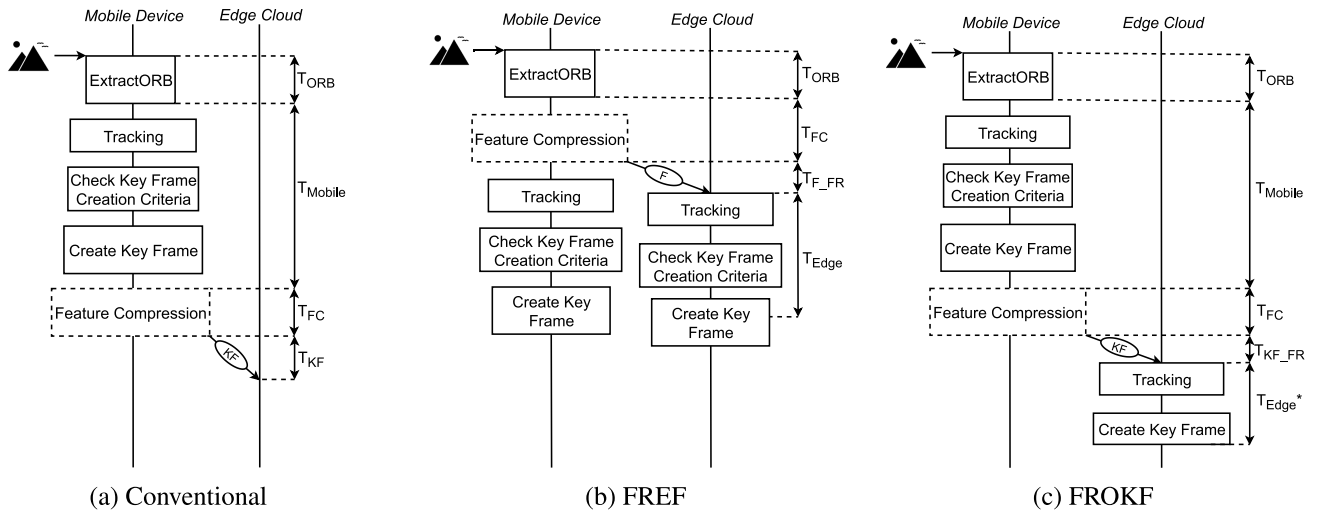 Mobile Device
Edge Cloud
ExtractORB
T_ORB
Tracking
Check Key Frame
Creation Criteria
T_Mobile
Create Key Frame
Feature Compression
T_FC
KF
T_KF
(a) Conventional
Mobile Device
Edge Cloud
ExtractORB
T_ORB
Feature Compression
T_FC
F
T_F_FR
Tracking
Tracking
Check Key Frame
Creation Criteria
Check Key Frame
Creation Criteria
T_Edge
Create Key
Frame
Create Key
Frame
(b) FREF
Mobile Device
Edge Cloud
ExtractORB
T_ORB
Tracking
Check Key Frame
Creation Criteria
T_Mobile
Create Key Frame
Feature Compression
T_FC
KF
T_KF_FR
Tracking
T_Edge*
Create Key Frame
(c) FROKF